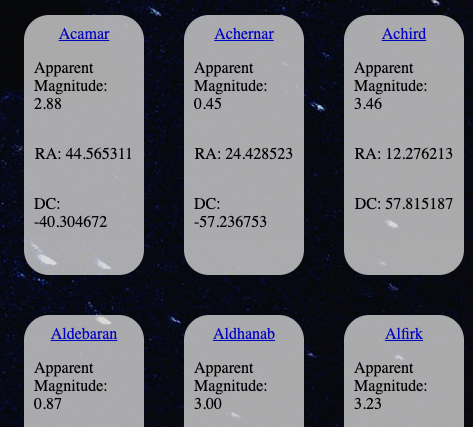 Acamar
Apparent
Magnitude:
2.88
RA: 44.565311
DC:
-40.304672
Achernar
Apparent
Magnitude:
0.45
RA: 24.428523
DC:
-57.236753
Achird
Apparent
Magnitude:
3.46
RA: 12.276213
DC: 57.815187
Aldebaran
Apparent
Magnitude:
0.87
Aldhanab
Apparent
Magnitude:
3.00
Alfirk
Apparent
Magnitude:
3.23